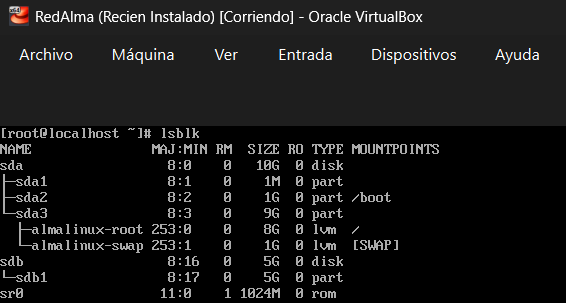 RedAlma (Recien Instalado) [Corriendo] - Oracle VirtualBox
Archivo Máquina Ver Entrada Dispositivos Ayuda
[root@localhost ~]# lsblk
NAME MAJ:MIN RM SIZE RO TYPE MOUNTPOINTS
sda 8:0 0 10G 0 disk
├─sda1 8:1 0 1M 0 part
├─sda2 8:2 0 1G 0 part /boot
└─sda3 8:3 0 9G 0 part
  ├─almalinux-root 253:0 0 8G 0 lvm /
  └─almalinux-swap 253:1 0 1G 0 lvm [SWAP]
sdb 8:16 0 5G 0 disk
└─sdb1 8:17 0 5G 0 part
sr0 11:0 1 1024M 0 rom